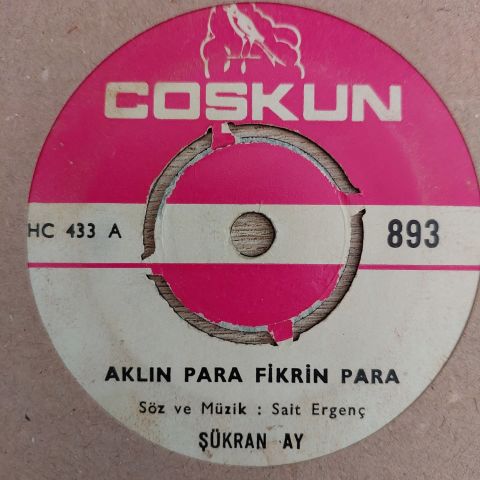 COSKUN
HC 433 A
893
AKLIN PARA FİKRİN PARA
Söz ve Müzik : Sait Ergenç
ŞÜKRAN AY